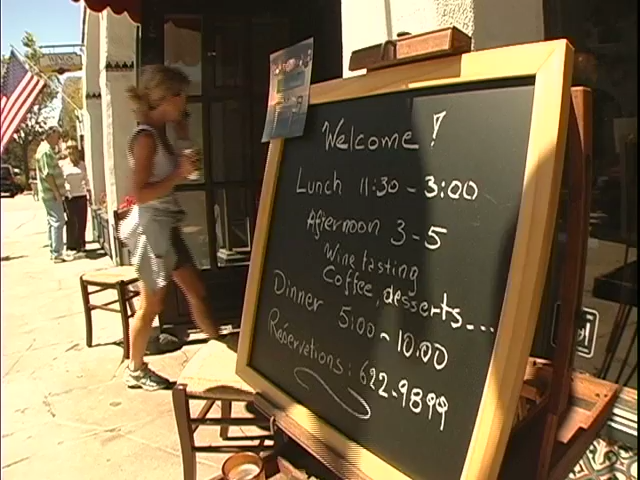 Welcome!
Lunch 11:30 - 3:00
Afternoon 3-5
Wine tasting
Coffee, desserts...
Dinner 5:00 - 10:00
Reservations: 622-9899